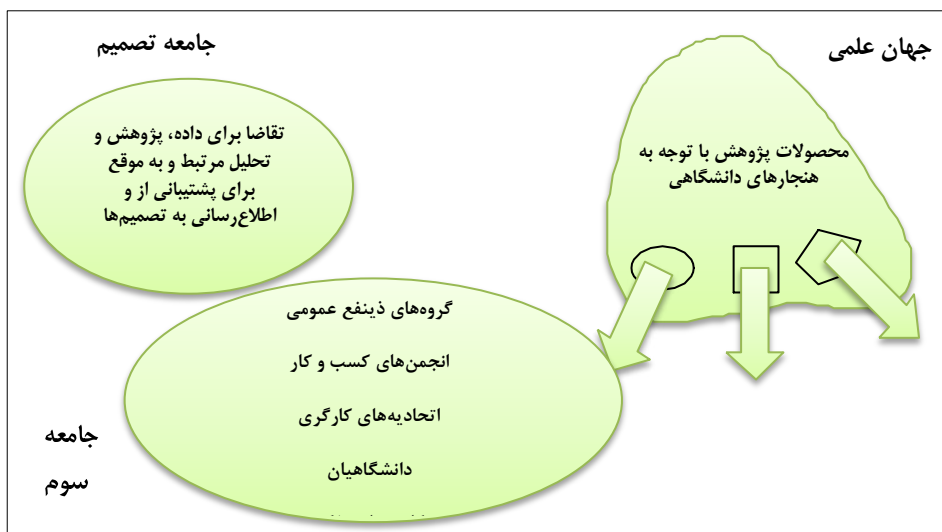 جهان علمی
محصولات پژوهش با توجه به
هنجارهای دانشگاهی
جامعه تصمیم
تقاضا برای داده، پژوهش و
تحلیل مرتبط و به موقع
برای پشتیبانی از و
اطلاع‌رسانی به تصمیم‌ها
گروه‌های ذینفع عمومی
انجمن‌های کسب و کار
اتحادیه‌های کارگری
دانشگاهیان
جامعه
سوم